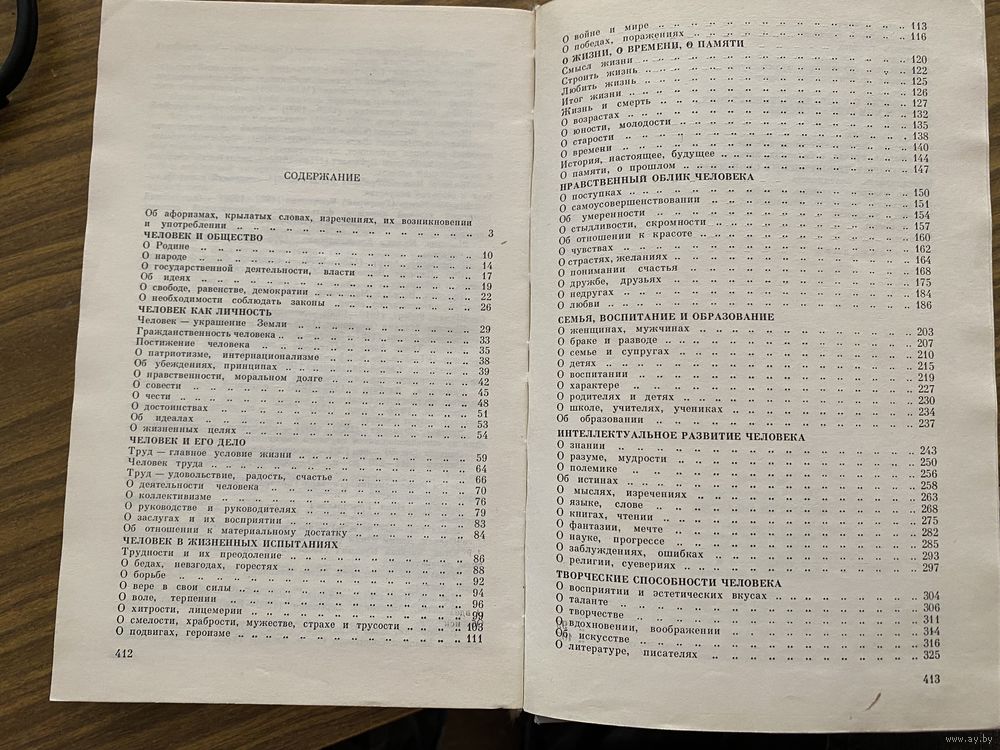 СОДЕРЖАНИЕ
Об афоризмах, крылатых словах, изречениях, их возникновении
и употреблении 3
ЧЕЛОВЕК И ОБЩЕСТВО
О Родине 10
О народе 14
О государственной деятельности, власти 17
Об идеях 19
О свободе, равенстве, демократии 22
О необходимости соблюдать законы 26
ЧЕЛОВЕК КАК ЛИЧНОСТЬ
Человек — украшение Земли 29
Гражданственность человека 33
Постижение человека 35
О патриотизме, интернационализме 38
Об убеждениях, принципах 39
О нравственности, моральном долге 42
О совести 45
О чести 48
О достоинствах 51
Об идеалах 53
О жизненных целях 54
ЧЕЛОВЕК И ЕГО ДЕЛО
Труд — главное условие жизни 59
Человек труда 64
Труд — удовольствие, радость, счастье 66
О деятельности человека 70
О коллективизме 76
О руководстве и руководителях 79
О заслугах и их восприятии 83
Об отношении к материальному достатку 84
ЧЕЛОВЕК В ЖИЗНЕННЫХ ИСПЫТАНИЯХ
Трудности и их преодоление 86
О бедах, невзгодах, горестях 88
О борьбе 92
О вере в свои силы 94
О воле, терпении 96
О хитрости, лицемерии 99
О смелости, храбрости, мужестве, страхе и трусости 103
О подвигах, героизме 111
412
О войне и мире 113
О победах, поражениях 116
О ЖИЗНИ, О ВРЕМЕНИ, О ПАМЯТИ
Смысл жизни 120
Строить жизнь 122
Любить жизнь 125
Итог жизни 126
Жизнь и смерть 127
О возрастах 132
О юности, молодости 135
О старости 138
О времени 140
История, настоящее, будущее 144
О памяти, о прошлом 147
НРАВСТВЕННЫЙ ОБЛИК ЧЕЛОВЕКА
О поступках 150
О самоусовершенствовании 151
Об умеренности 154
О стыдливости, скромности 157
Об отношении к красоте 160
О чувствах 162
О страстях, желаниях 164
О понимании счастья 168
О дружбе, друзьях 175
О недругах 184
О любви 186
СЕМЬЯ, ВОСПИТАНИЕ И ОБРАЗОВАНИЕ
О женщинах, мужчинах 203
О браке и разводе 207
О семье и супругах 210
О детях 215
О воспитании 219
О характере 227
О родителях и детях 230
О школе, учителях, учениках 234
Об образовании 237
ИНТЕЛЛЕКТУАЛЬНОЕ РАЗВИТИЕ ЧЕЛОВЕКА
О знании 243
О разуме, мудрости 250
О полемике 256
Об истинах 258
О мыслях, изречениях 263
О языке, слове 268
О книгах, чтении 275
О фантазии, мечте 282
О науке, прогрессе 285
О заблуждениях, ошибках 293
О религии, суевериях 297
ТВОРЧЕСКИЕ СПОСОБНОСТИ ЧЕЛОВЕКА
О восприятии и эстетических вкусах 304
О таланте 306
О творчестве 311
О вдохновении, воображении 314
Об искусстве 316
О литературе, писателях 325
413
www.ay.by